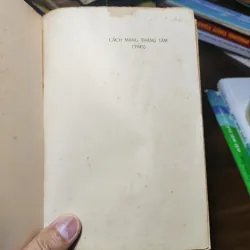 CÁCH MẠNG THÁNG TÁM
(1945)